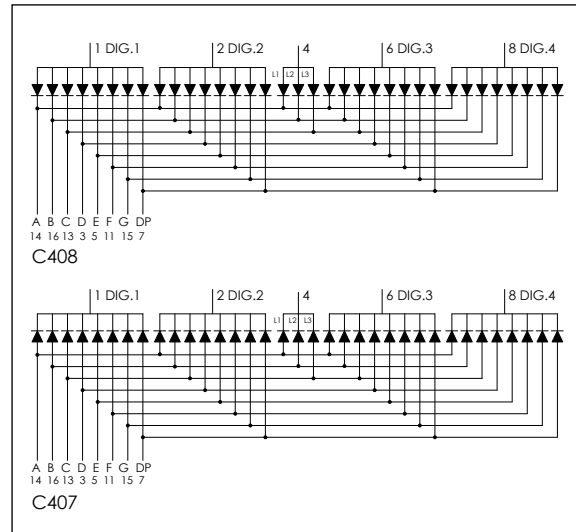 1 DIG.1 2 DIG.2 4 6 DIG.3 8 DIG.4
L1 L2 L3
A B C D E F G DP
14 16 13 3 5 11 15 7
C408
1 DIG.1 2 DIG.2 4 6 DIG.3 8 DIG.4
L1 L2 L3
A B C D E F G DP
14 16 13 3 5 11 15 7
C407